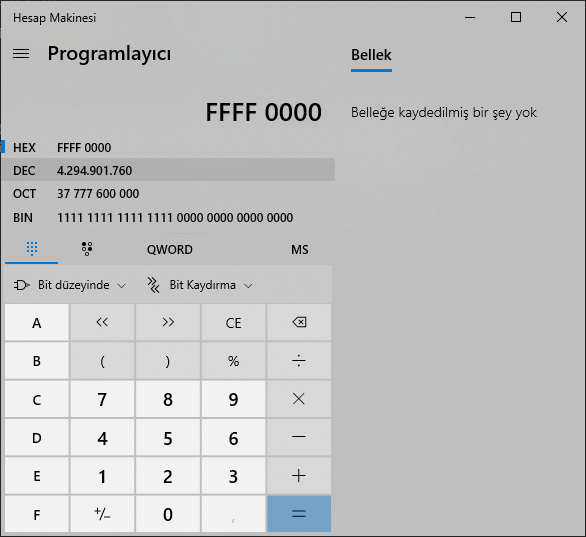 Hesap Makinesi
Programlayıcı
Bellek
FFFF 0000
Belleğe kaydedilmiş bir şey yok
HEX FFFF 0000
DEC 4.294.901.760
OCT 37 777 600 000
BIN 1111 1111 1111 1111 0000 0000 0000 0000
QWORD MS
Bit düzeyinde Bit Kaydırma
A << >> CE
B ( ) % ÷
C 7 8 9 ×
D 4 5 6 −
E 1 2 3 +
F +/− 0 , =